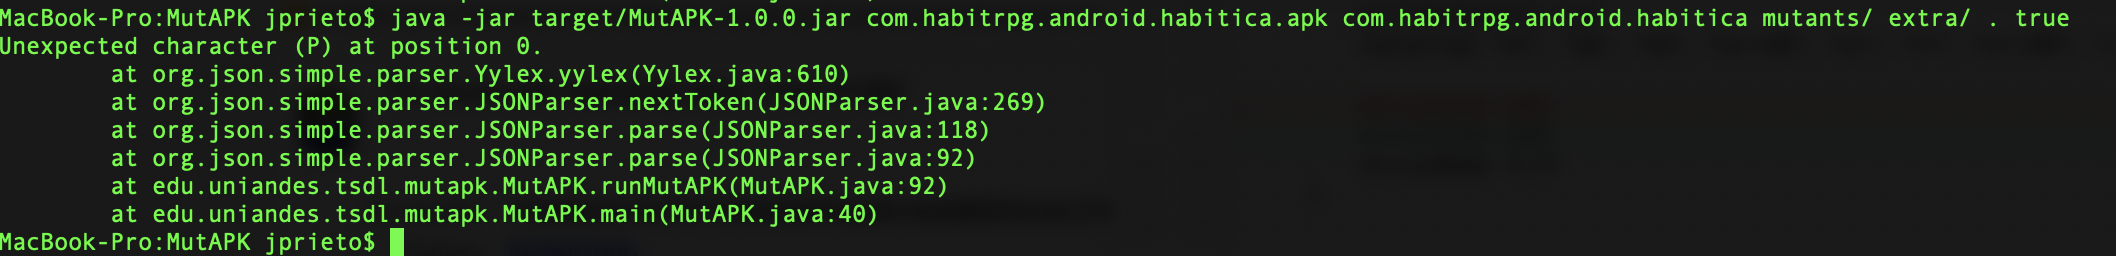 MacBook-Pro:MutAPK jprieto$ java -jar target/MutAPK-1.0.0.jar com.habitrpg.android.habitica.apk com.habitrpg.android.habitica mutants/ extra/ . true
Unexpected character (P) at position 0.
        at org.json.simple.parser.Yylex.yylex(Yylex.java:610)
        at org.json.simple.parser.JSONParser.nextToken(JSONParser.java:269)
        at org.json.simple.parser.JSONParser.parse(JSONParser.java:118)
        at org.json.simple.parser.JSONParser.parse(JSONParser.java:92)
        at edu.uniandes.tsdl.mutapk.MutAPK.runMutAPK(MutAPK.java:92)
        at edu.uniandes.tsdl.mutapk.MutAPK.main(MutAPK.java:40)
MacBook-Pro:MutAPK jprieto$